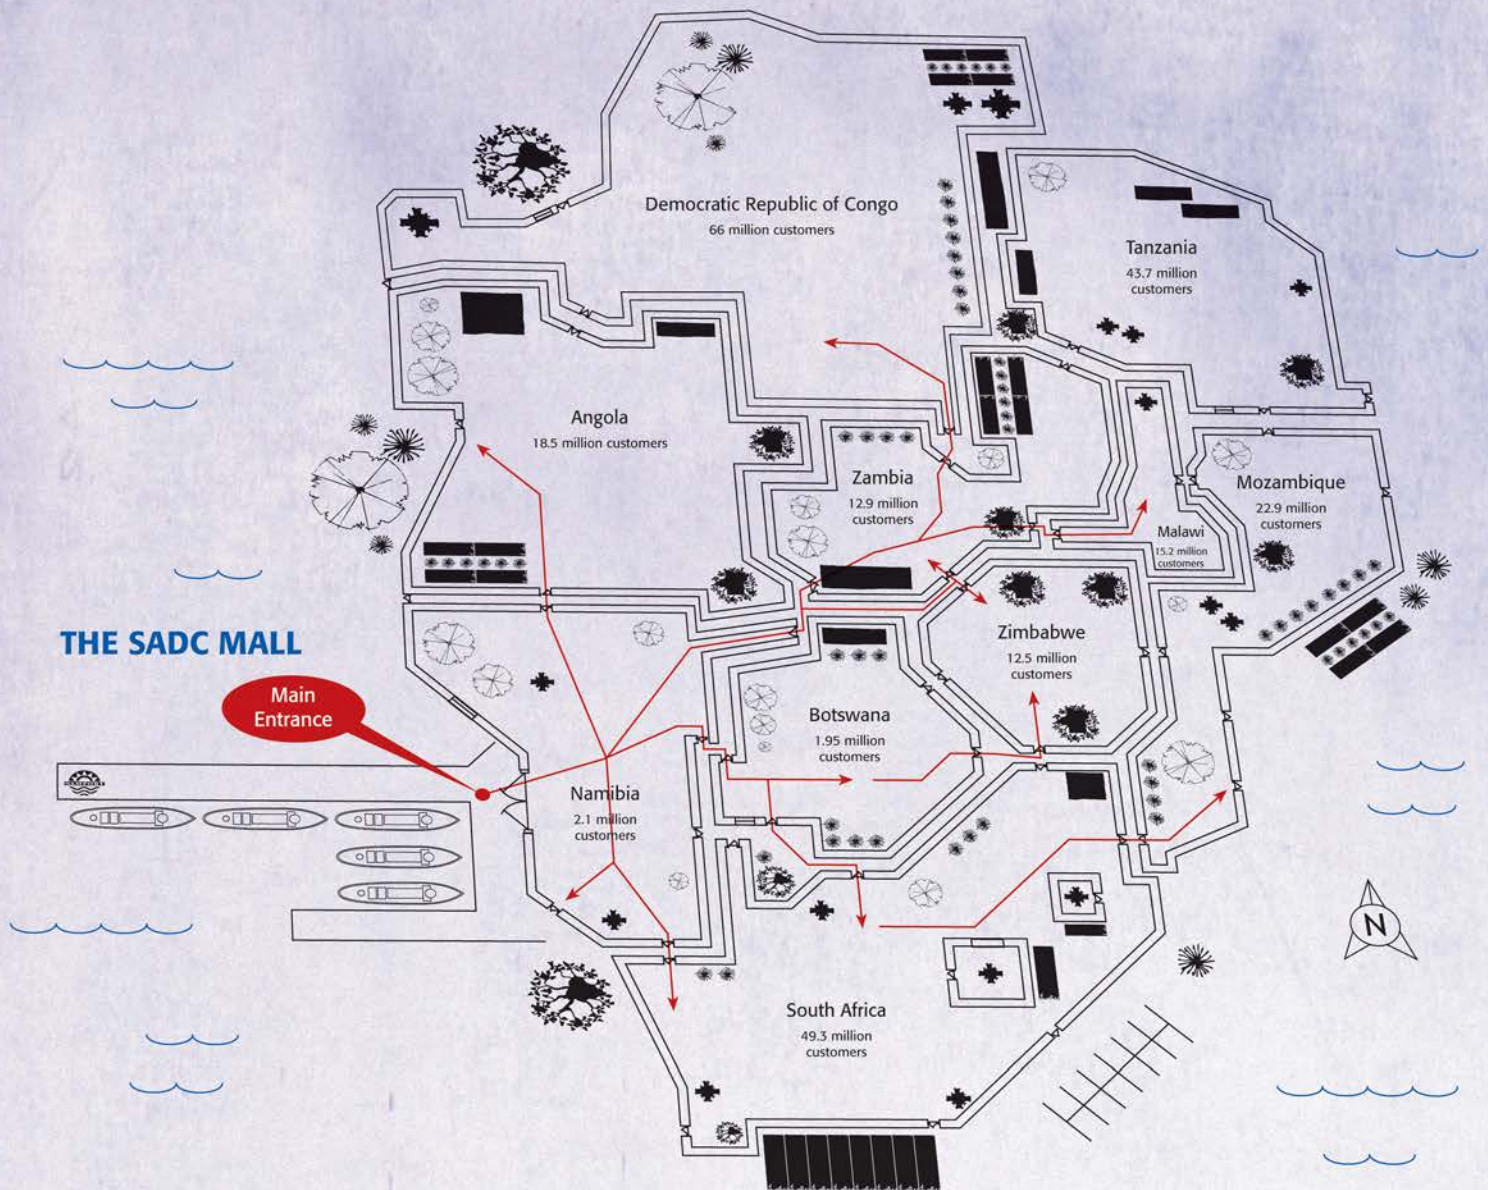 Democratic Republic of Congo
66 million customers
Tanzania
43.7 million
customers
Angola
18.5 million customers
Zambia
12.9 million
customers
Mozambique
22.9 million
customers
Malawi
15.2 million
customers
THE SADC MALL
Main
Entrance
Zimbabwe
12.5 million
customers
Botswana
1.95 million
customers
Namibia
2.1 million
customers
N
South Africa
49.3 million
customers